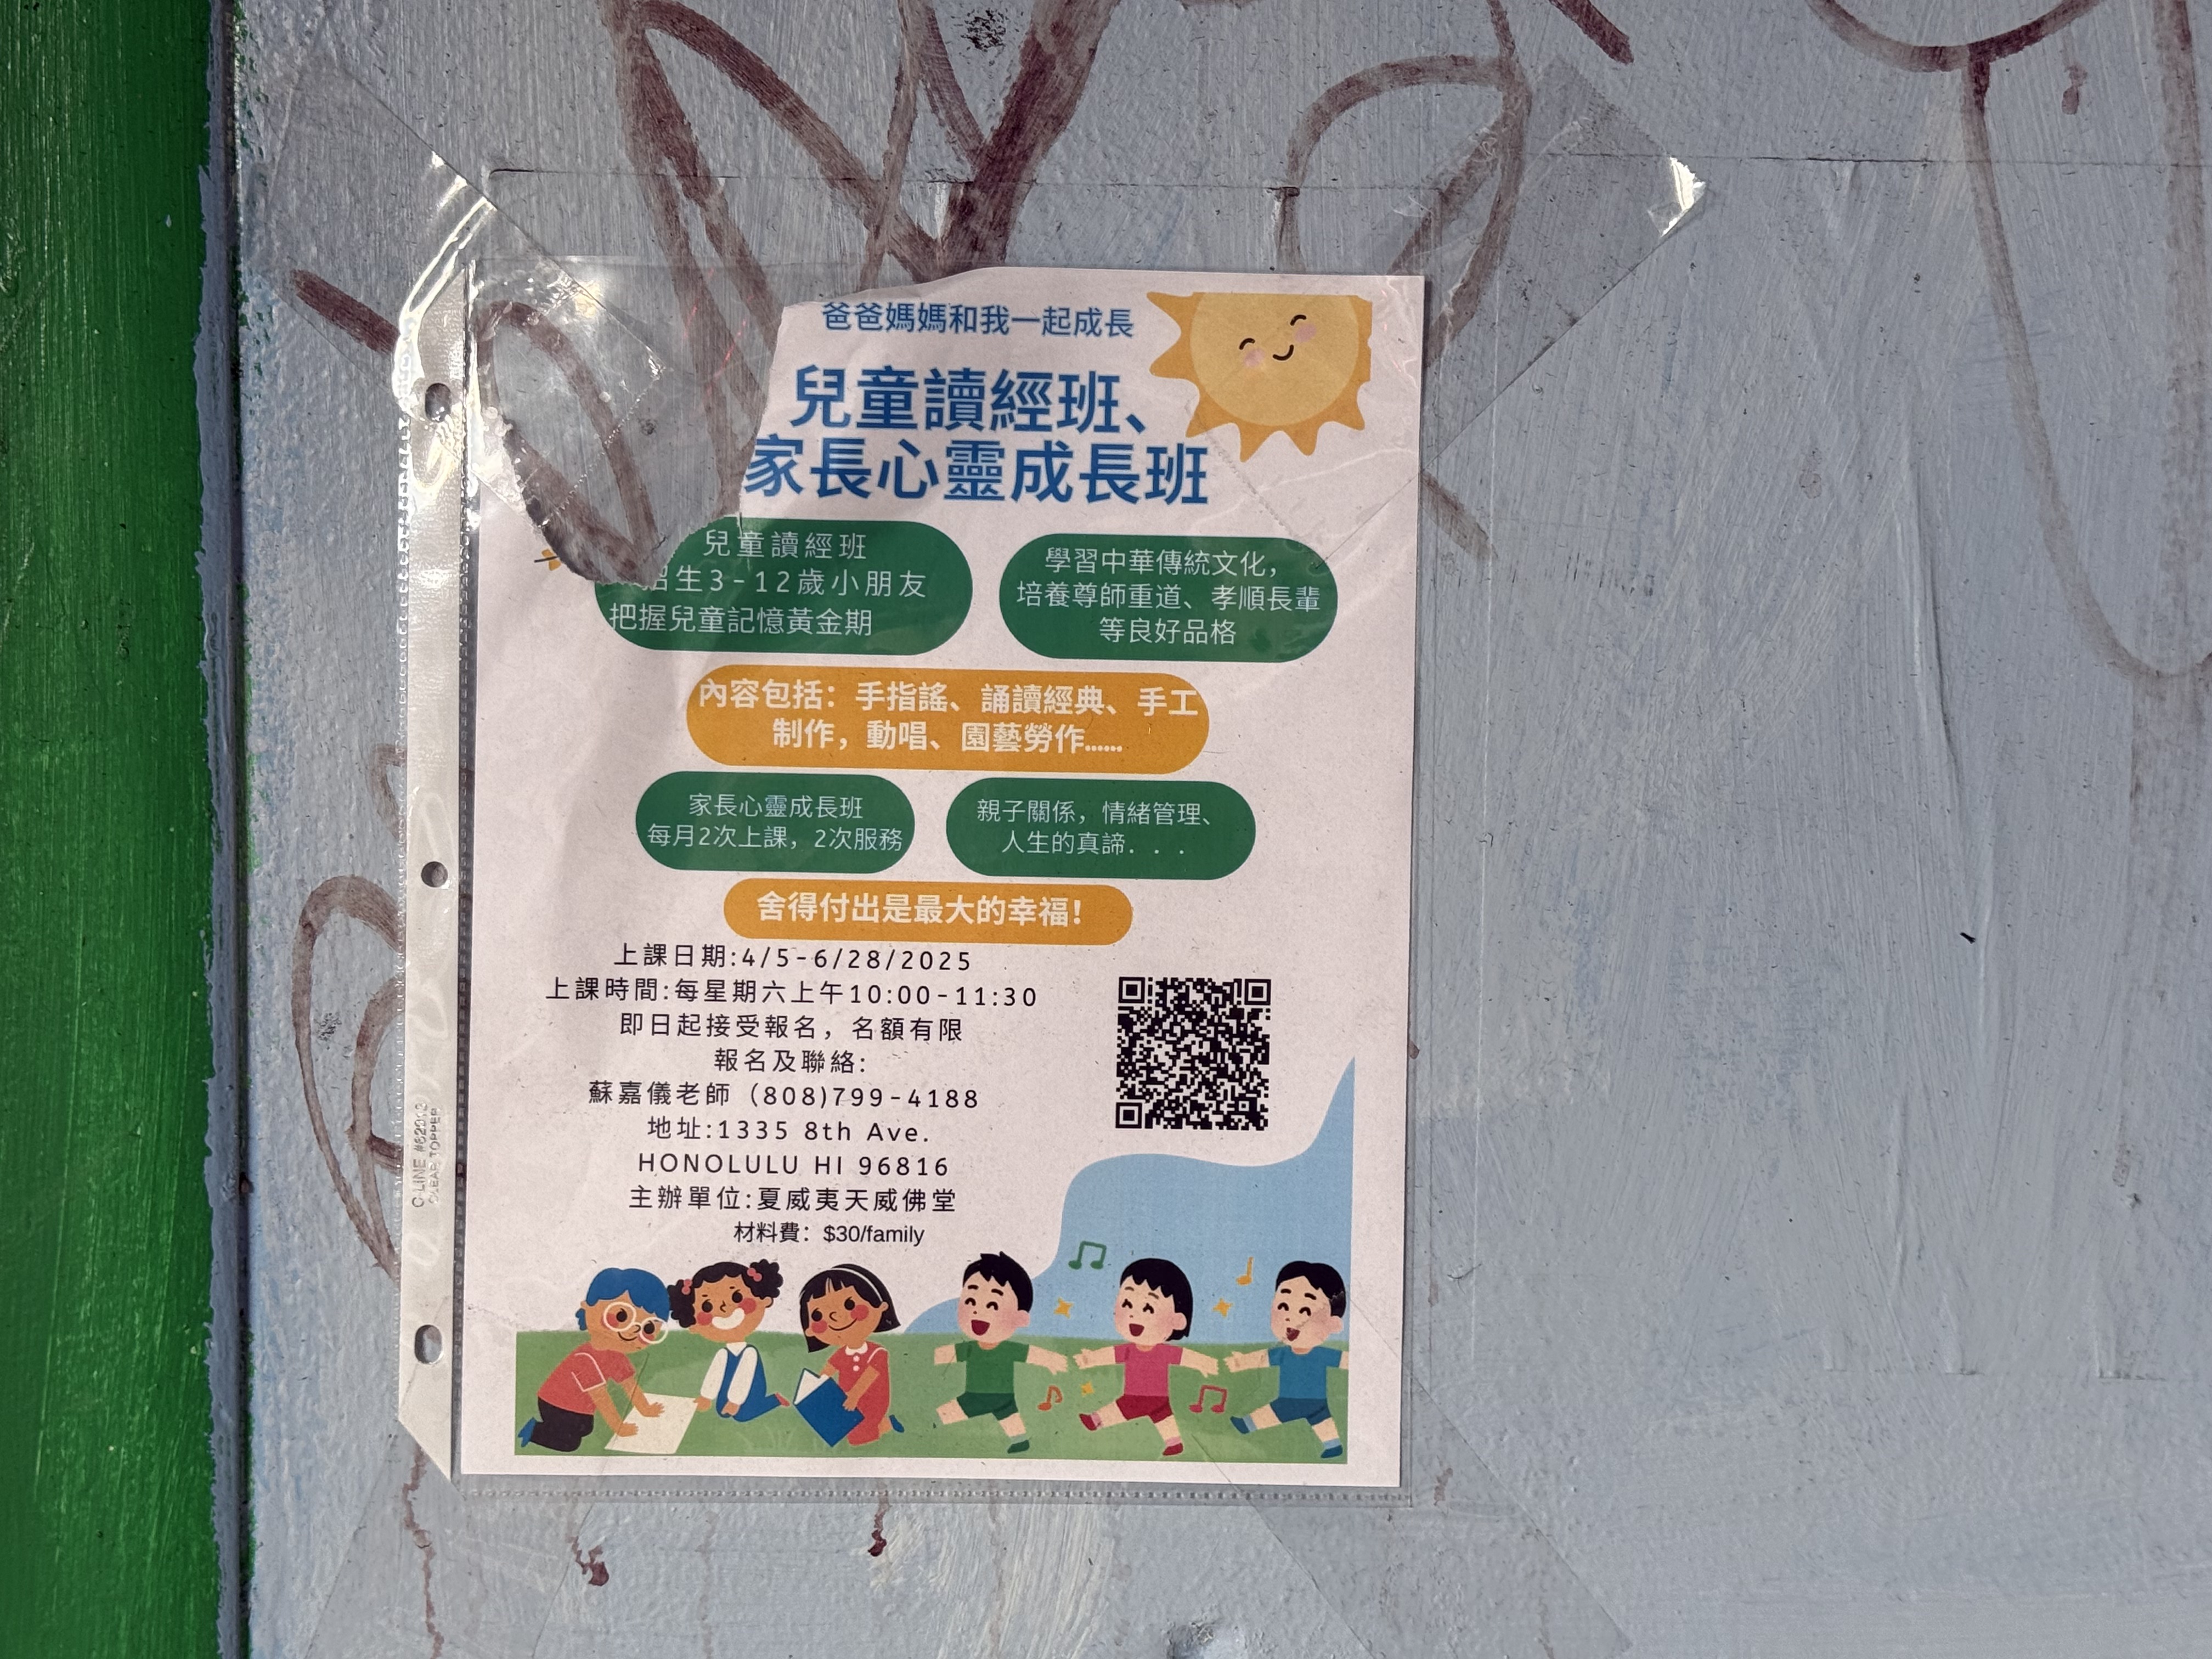 爸爸媽媽和我一起成長
兒童讀經班、
家長心靈成長班
兒童讀經班
招生3-12歲小朋友
把握兒童記憶黃金期
學習中華傳統文化，
培養尊師重道、孝順長輩
等良好品格
內容包括：手指謠、誦讀經典、手工
制作，動唱、園藝勞作......
家長心靈成長班
每月2次上課，2次服務
親子關係，情緒管理、
人生的真諦．．．
舍得付出是最大的幸福！
上課日期:4/5-6/28/2025
上課時間:每星期六上午10:00-11:30
即日起接受報名，名額有限
報名及聯絡:
蘇嘉儀老師（808)799-4188
地址:1335 8th Ave.
HONOLULU HI 96816
主辦單位:夏威夷天威佛堂
材料費：$30/family
C-LINE